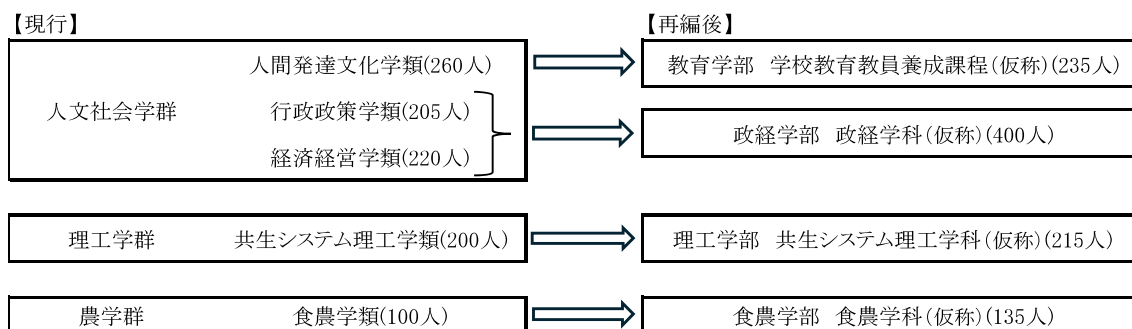 【現行】 【再編後】
人間発達文化学類(260人) 教育学部 学校教育教員養成課程(仮称)(235人)
人文社会学群 行政政策学類(205人) 政経学部 政経学科(仮称)(400人)
経済経営学類(220人)
理工学群 共生システム理工学類(200人) 理工学部 共生システム理工学科(仮称)(215人)
農学群 食農学類(100人) 食農学部 食農学科(仮称)(135人)